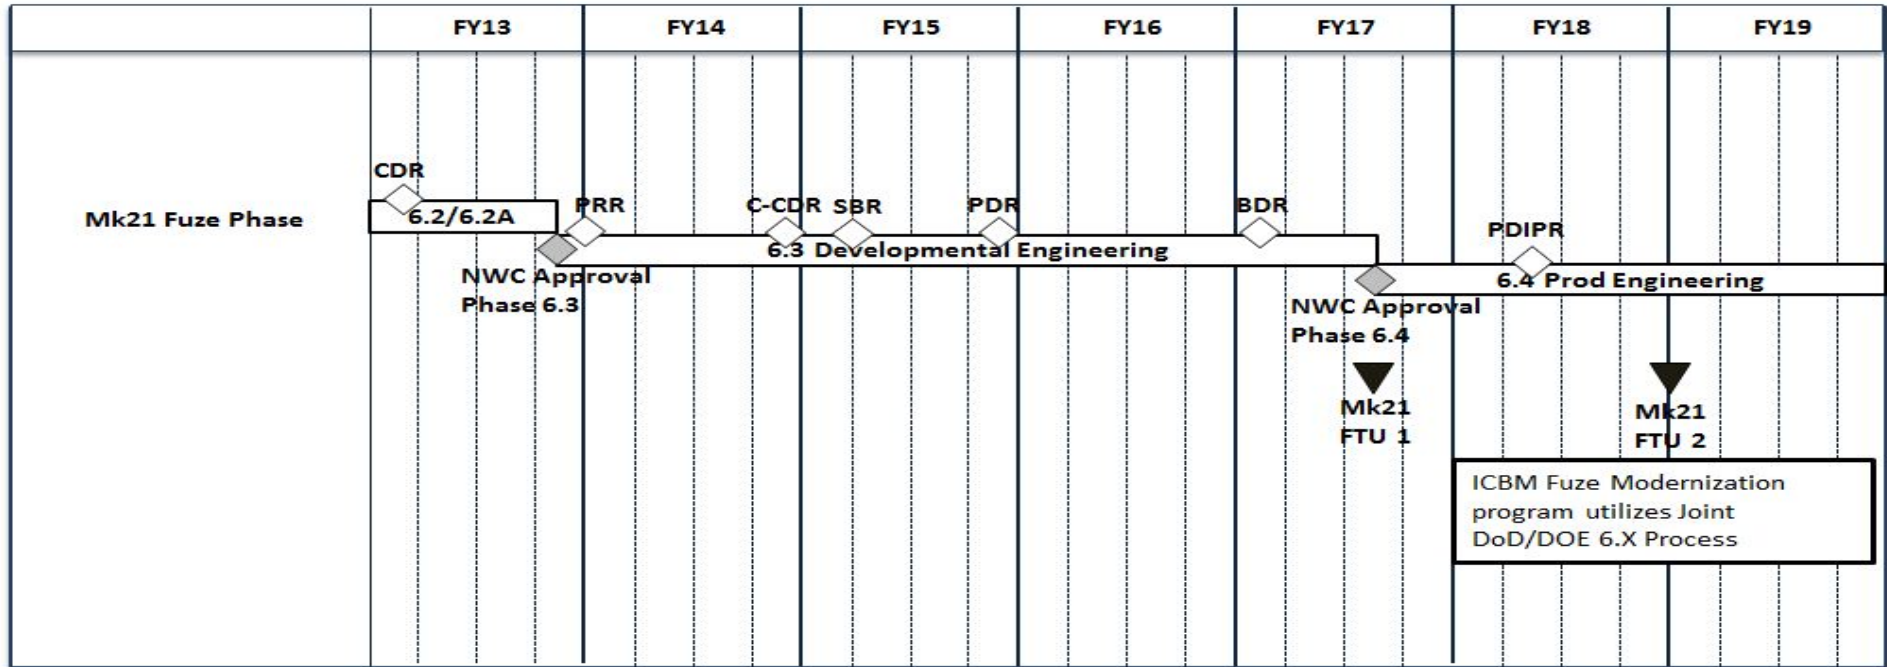 FY13 FY14 FY15 FY16 FY17 FY18 FY19
CDR
Mk21 Fuze Phase
6.2/6.2A
PRR C-CDR SBR PDR BDR
PDIPR
6.3 Developmental Engineering
NWC Approval
Phase 6.3
6.4 Prod Engineering
NWC Approval
Phase 6.4
Mk21
FTU 1
Mk21
FTU 2
ICBM Fuze Modernization
program utilizes Joint
DoD/DOE 6.X Process